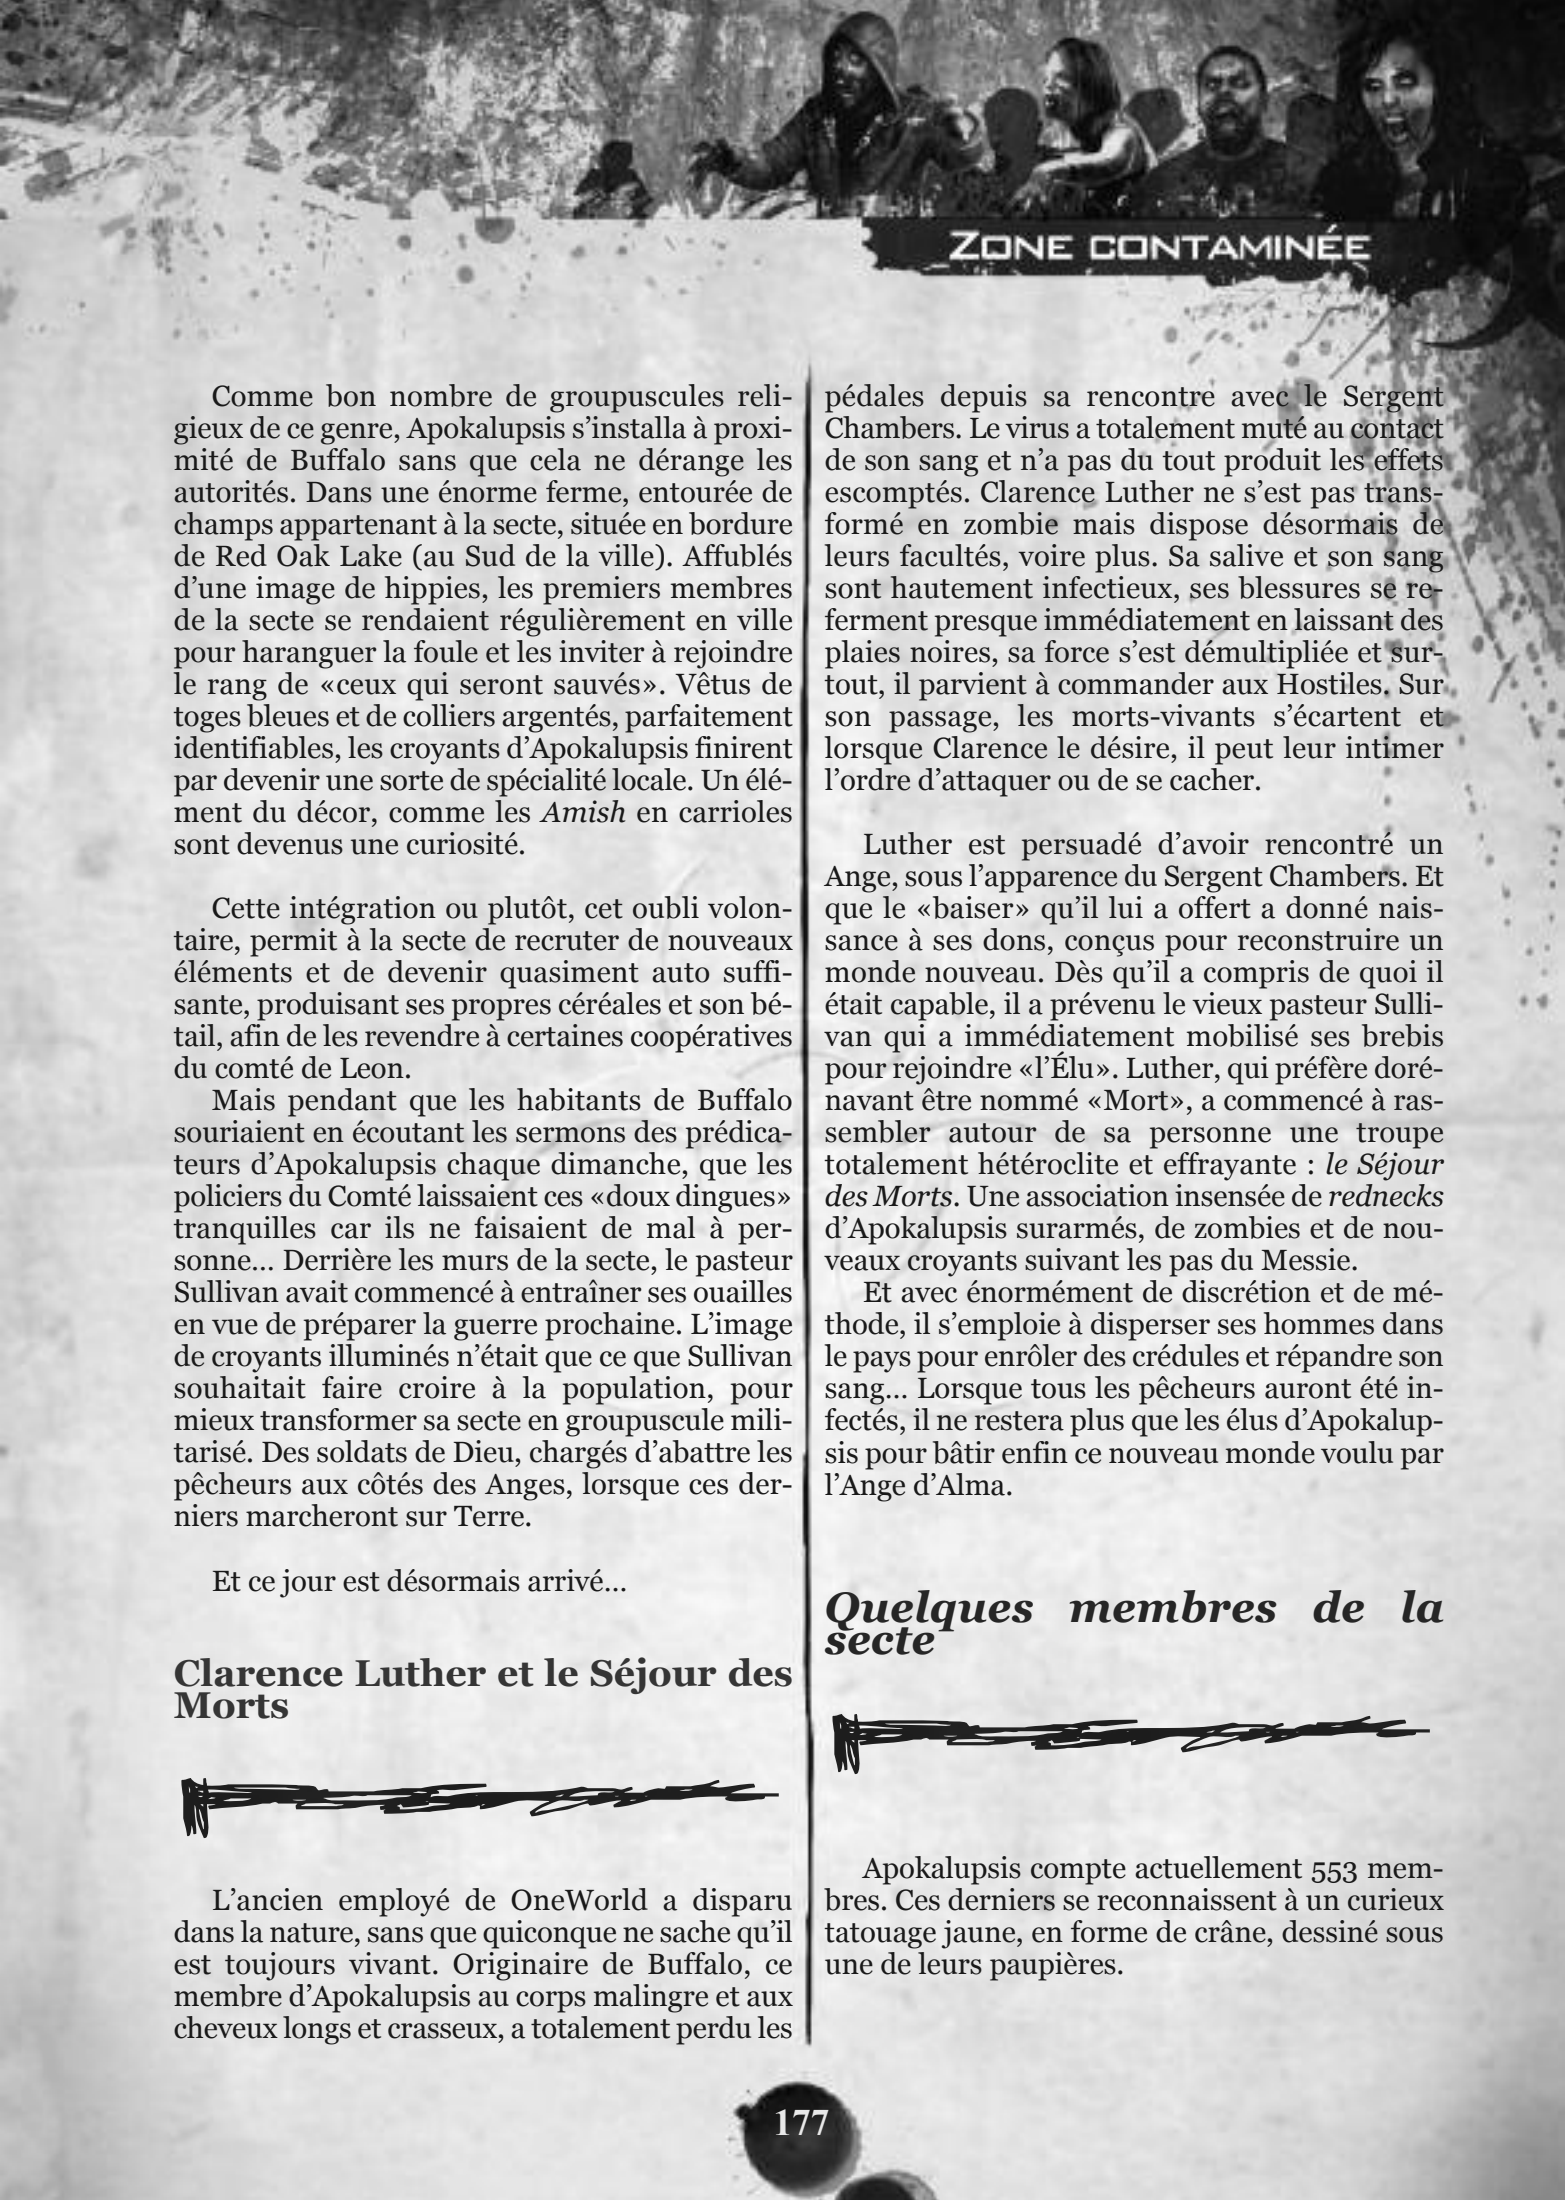 ZONE CONTAMINÉE
Comme bon nombre de groupuscules reli-
gieux de ce genre, Apokalupsis s’installa à proxi-
mité de Buffalo sans que cela ne dérange les
autorités. Dans une énorme ferme, entourée de
champs appartenant à la secte, située en bordure
de Red Oak Lake (au Sud de la ville). Affublés
d’une image de hippies, les premiers membres
de la secte se rendaient régulièrement en ville
pour haranguer la foule et les inviter à rejoindre
le rang de «ceux qui seront sauvés». Vêtus de
toges bleues et de colliers argentés, parfaitement
identifiables, les croyants d’Apokalupsis finirent
par devenir une sorte de spécialité locale. Un élé-
ment du décor, comme les Amish en carrioles
sont devenus une curiosité.
Cette intégration ou plutôt, cet oubli volon-
taire, permit à la secte de recruter de nouveaux
éléments et de devenir quasiment auto suffi-
sante, produisant ses propres céréales et son bé-
tail, afin de les revendre à certaines coopératives
du comté de Leon.
Mais pendant que les habitants de Buffalo
souriaient en écoutant les sermons des prédica-
teurs d’Apokalupsis chaque dimanche, que les
policiers du Comté laissaient ces «doux dingues»
tranquilles car ils ne faisaient de mal à per-
sonne... Derrière les murs de la secte, le pasteur
Sullivan avait commencé à entraîner ses ouailles
en vue de préparer la guerre prochaine. L’image
de croyants illuminés n’était que ce que Sullivan
souhaitait faire croire à la population, pour
mieux transformer sa secte en groupuscule mili-
tarisé. Des soldats de Dieu, chargés d’abattre les
pêcheurs aux côtés des Anges, lorsque ces der-
niers marcheront sur Terre.
Et ce jour est désormais arrivé...
Clarence Luther et le Séjour des
Morts
L’ancien employé de OneWorld a disparu
dans la nature, sans que quiconque ne sache qu’il
est toujours vivant. Originaire de Buffalo, ce
membre d’Apokalupsis au corps malingre et aux
cheveux longs et crasseux, a totalement perdu les
pédales depuis sa rencontre avec le Sergent
Chambers. Le virus a totalement muté au contact
de son sang et n’a pas du tout produit les effets
escomptés. Clarence Luther ne s’est pas trans-
formé en zombie mais dispose désormais de
leurs facultés, voire plus. Sa salive et son sang
sont hautement infectieux, ses blessures se re-
ferment presque immédiatement en laissant des
plaies noires, sa force s’est démultipliée et sur-
tout, il parvient à commander aux Hostiles. Sur
son passage, les morts-vivants s’écartent et
lorsque Clarence le désire, il peut leur intimer
l’ordre d’attaquer ou de se cacher.
Luther est persuadé d’avoir rencontré un
Ange, sous l’apparence du Sergent Chambers. Et
que le «baiser» qu’il lui a offert a donné nais-
sance à ses dons, conçus pour reconstruire un
monde nouveau. Dès qu’il a compris de quoi il
était capable, il a prévenu le vieux pasteur Sulli-
van qui a immédiatement mobilisé ses brebis
pour rejoindre «l’Élu». Luther, qui préfère doré-
navant être nommé «Mort», a commencé à ras-
sembler autour de sa personne une troupe
totalement hétéroclite et effrayante : le Séjour
des Morts. Une association insensée de rednecks
d’Apokalupsis surarmés, de zombies et de nou-
veaux croyants suivant les pas du Messie.
Et avec énormément de discrétion et de mé-
thode, il s’emploie à disperser ses hommes dans
le pays pour enrôler des crédules et répandre son
sang... Lorsque tous les pêcheurs auront été in-
fectés, il ne restera plus que les élus d’Apokalup-
sis pour bâtir enfin ce nouveau monde voulu par
l’Ange d’Alma.
Quelques membres de la
secte
Apokalupsis compte actuellement 553 mem-
bres. Ces derniers se reconnaissent à un curieux
tatouage jaune, en forme de crâne, dessiné sous
une de leurs paupières.
177